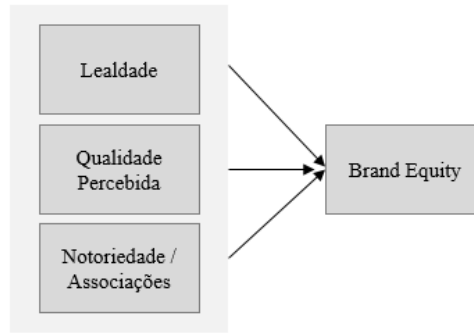 Lealdade
Qualidade
Percebida
Notoriedade /
Associações
Brand Equity